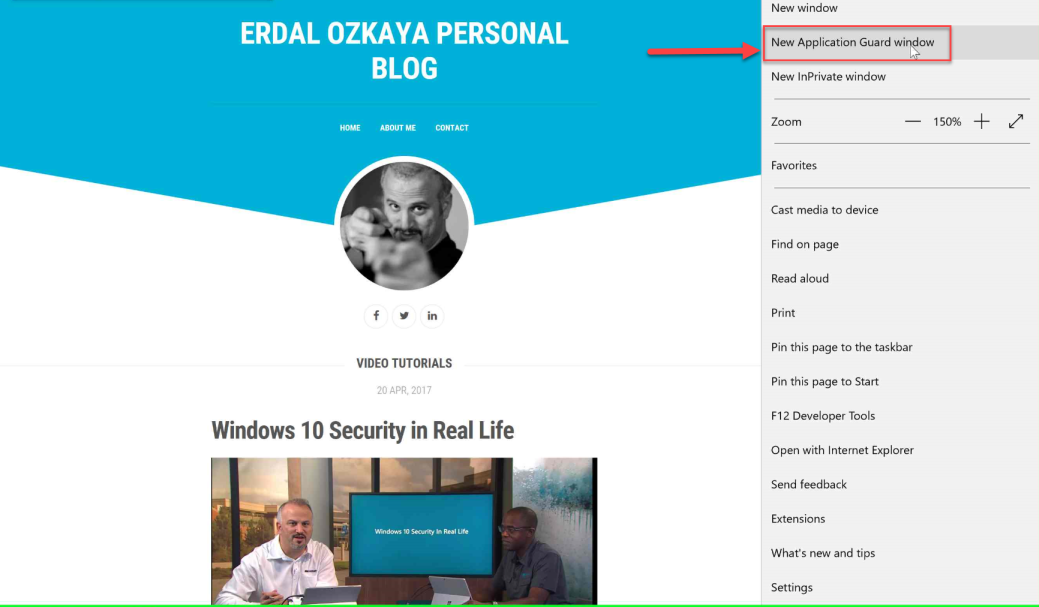 ERDAL OZKAYA PERSONAL
BLOG
HOME ABOUT ME CONTACT
f in
VIDEO TUTORIALS
20 APR, 2017
Windows 10 Security in Real Life
Windows 10 Security In Real Life
New window
New Application Guard window
New InPrivate window
Zoom 150%
Favorites
Cast media to device
Find on page
Read aloud
Print
Pin this page to the taskbar
Pin this page to Start
F12 Developer Tools
Open with Internet Explorer
Send feedback
Extensions
What's new and tips
Settings